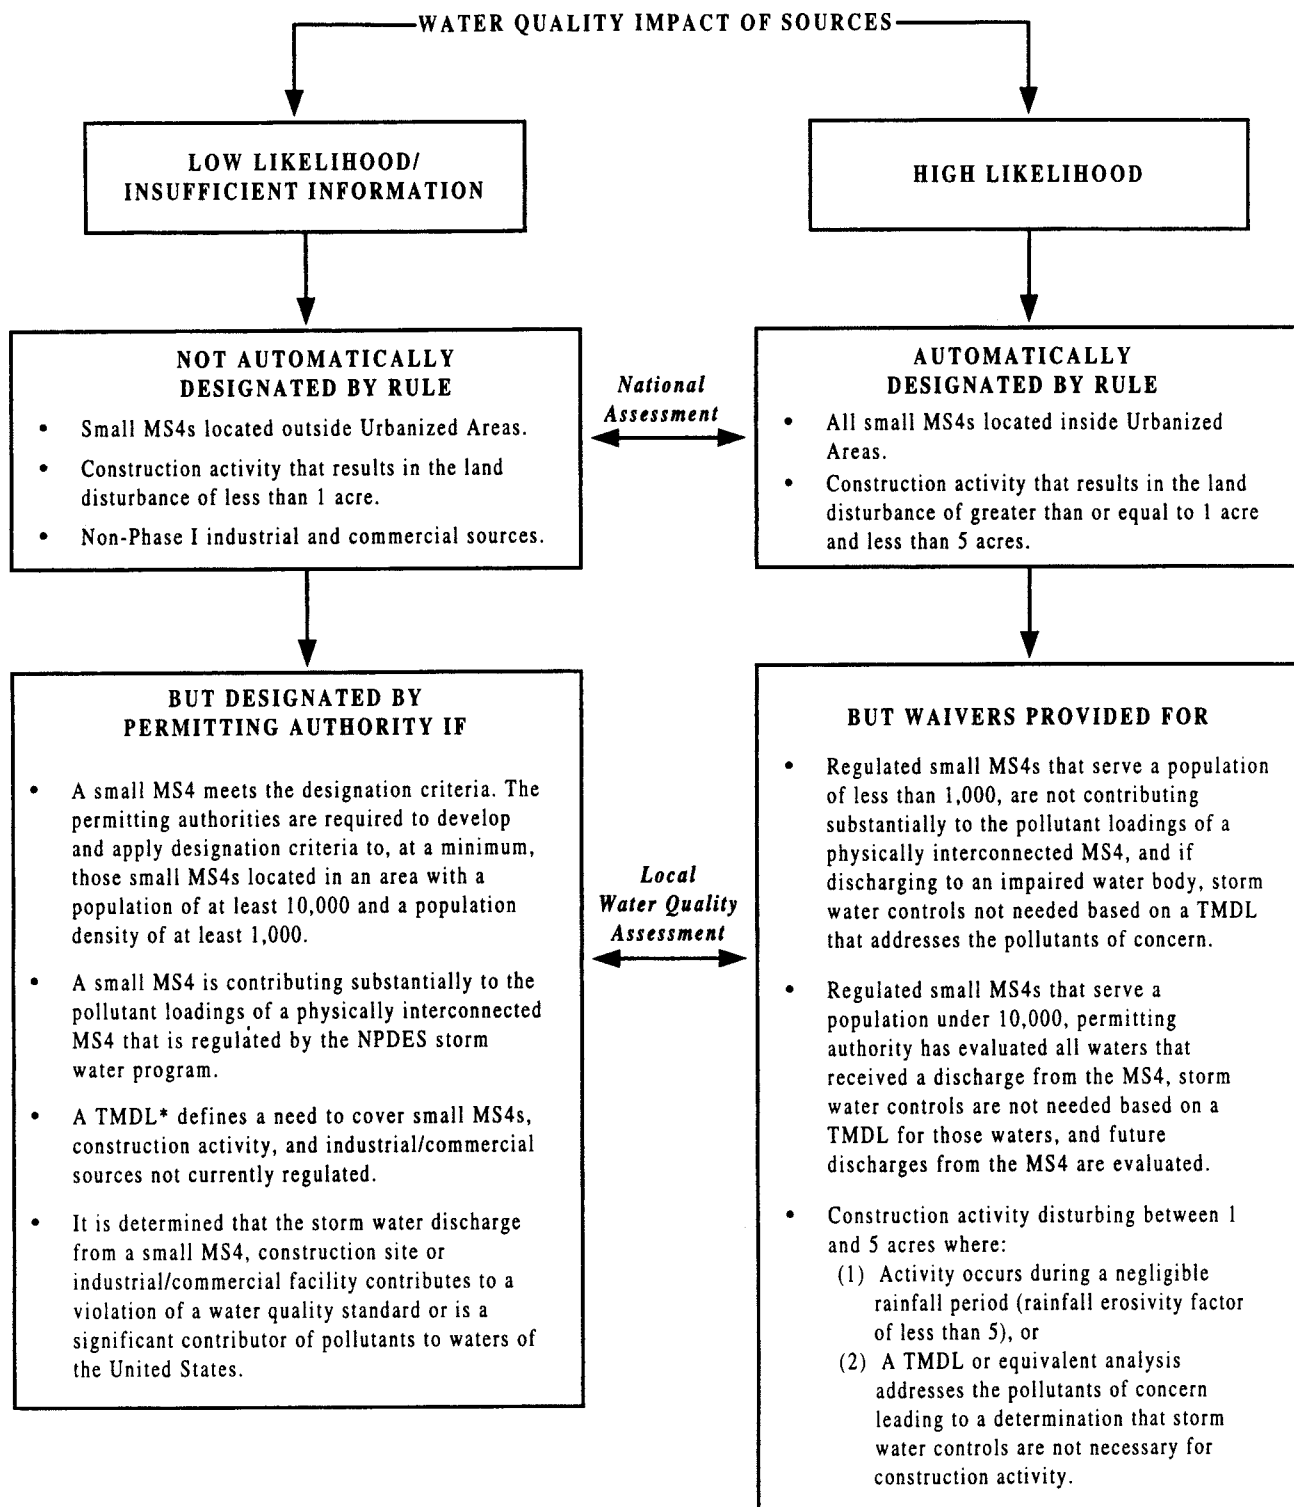 WATER QUALITY IMPACT OF SOURCES
LOW LIKELIHOOD/
INSUFFICIENT INFORMATION
HIGH LIKELIHOOD
NOT AUTOMATICALLY
DESIGNATED BY RULE
• Small MS4s located outside Urbanized Areas.
• Construction activity that results in the land
disturbance of less than 1 acre.
• Non-Phase I industrial and commercial sources.
National
Assessment
AUTOMATICALLY
DESIGNATED BY RULE
• All small MS4s located inside Urbanized
Areas.
• Construction activity that results in the land
disturbance of greater than or equal to 1 acre
and less than 5 acres.
BUT DESIGNATED BY
PERMITTING AUTHORITY IF
• A small MS4 meets the designation criteria. The
permitting authorities are required to develop
and apply designation criteria to, at a minimum,
those small MS4s located in an area with a
population of at least 10,000 and a population
density of at least 1,000.
• A small MS4 is contributing substantially to the
pollutant loadings of a physically interconnected
MS4 that is regulated by the NPDES storm
water program.
• A TMDL* defines a need to cover small MS4s,
construction activity, and industrial/commercial
sources not currently regulated.
• It is determined that the storm water discharge
from a small MS4, construction site or
industrial/commercial facility contributes to a
violation of a water quality standard or is a
significant contributor of pollutants to waters of
the United States.
Local
Water Quality
Assessment
BUT WAIVERS PROVIDED FOR
• Regulated small MS4s that serve a population
of less than 1,000, are not contributing
substantially to the pollutant loadings of a
physically interconnected MS4, and if
discharging to an impaired water body, storm
water controls not needed based on a TMDL
that addresses the pollutants of concern.
• Regulated small MS4s that serve a
population under 10,000, permitting
authority has evaluated all waters that
received a discharge from the MS4, storm
water controls are not needed based on a
TMDL for those waters, and future
discharges from the MS4 are evaluated.
• Construction activity disturbing between 1
and 5 acres where:
(1) Activity occurs during a negligible
rainfall period (rainfall erosivity factor
of less than 5), or
(2) A TMDL or equivalent analysis
addresses the pollutants of concern
leading to a determination that storm
water controls are not necessary for
construction activity.